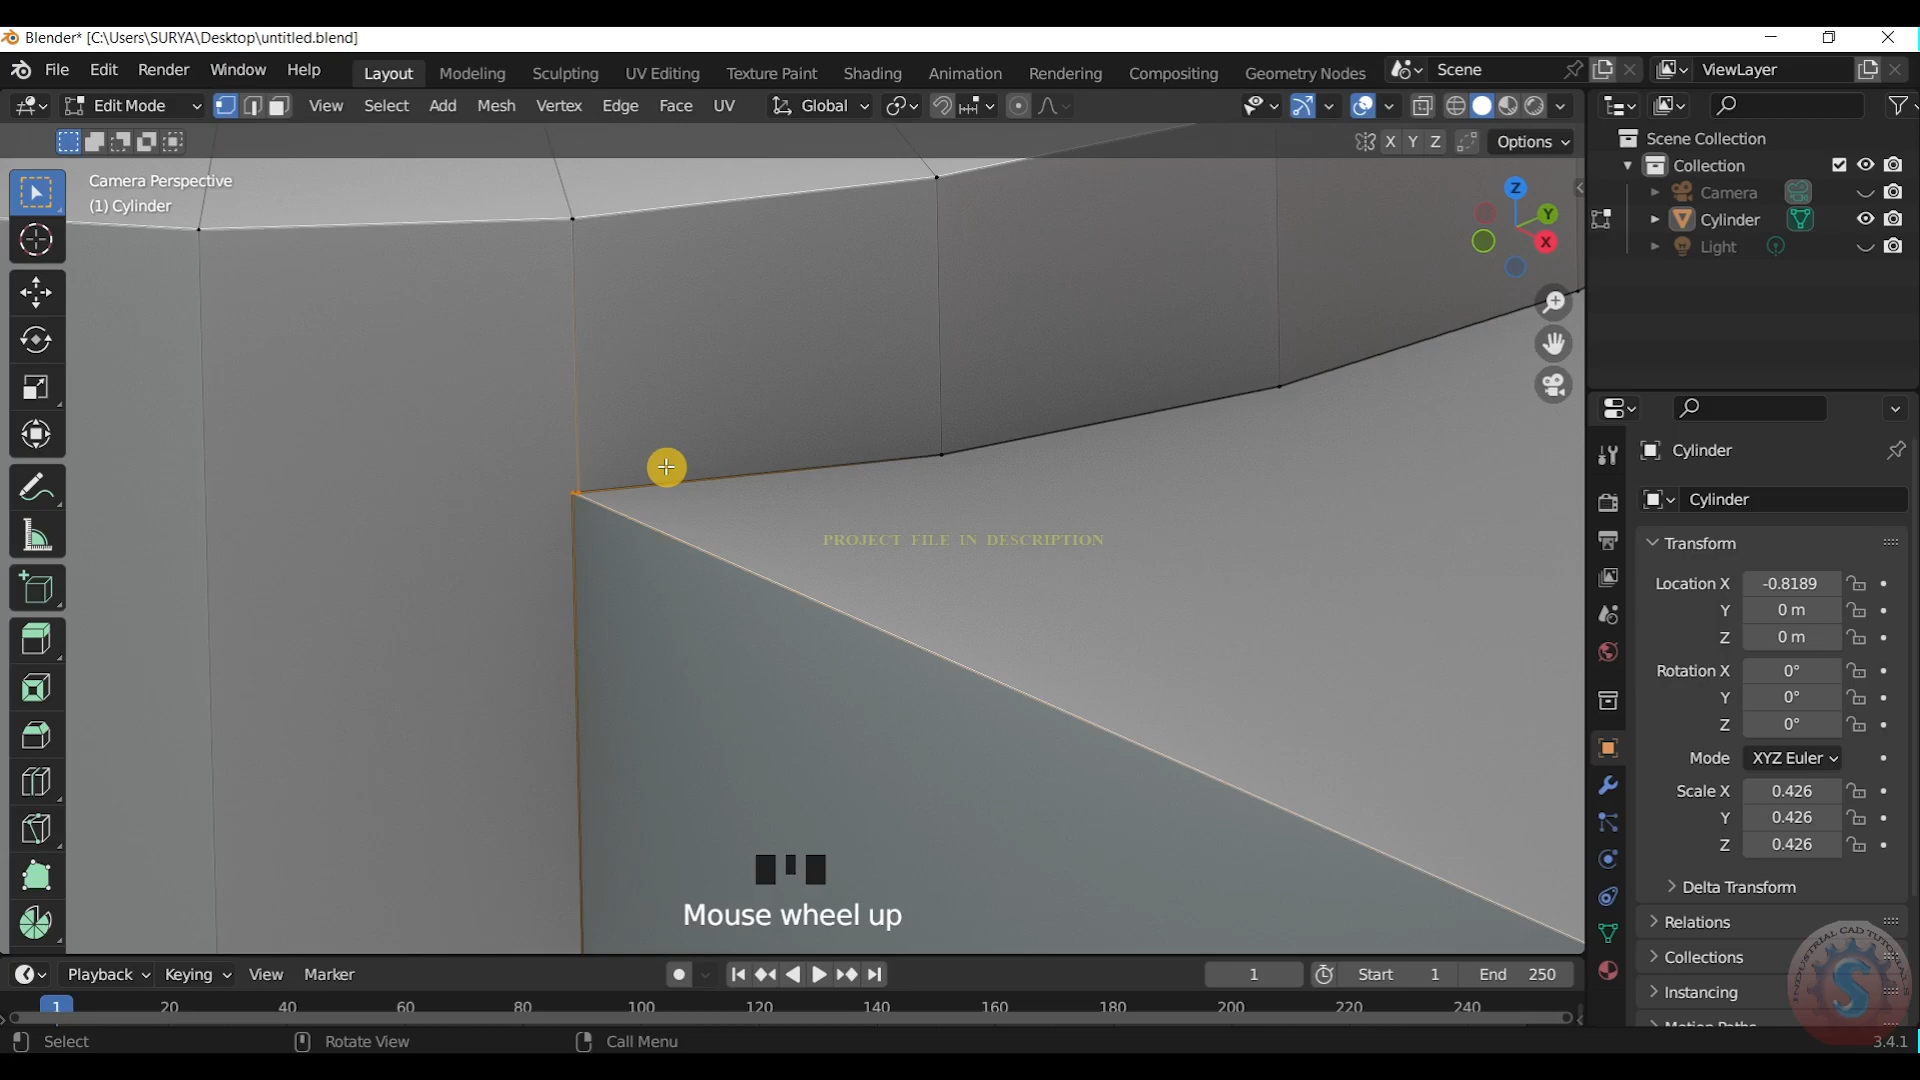 Blender* [C:\Users\SURYA\Desktop\untitled.blend]
File Edit Render Window Help Layout Modeling Sculpting UV Editing Texture Paint Shading Animation Rendering Compositing Geometry Nodes Scene ViewLayer
Edit Mode View Select Add Mesh Vertex Edge Face UV Global
X Y Z Options
Camera Perspective
(1) Cylinder
Z
Y
X
Scene Collection
Collection
Camera
Cylinder
Light
Cylinder
Cylinder
Transform
Location X -0.8189
Y 0 m
Z 0 m
Rotation X 0°
Y 0°
Z 0°
Mode XYZ Euler
Scale X 0.426
Y 0.426
Z 0.426
Delta Transform
Relations
Collections
Instancing
Motion Paths
PROJECT FILE IN DESCRIPTION
Mouse wheel up
Playback Keying View Marker 1 Start 1 End 250
1 20 40 60 80 100 120 140 160 180 200 220 240
Select Rotate View Call Menu 3.4.1
INDUSTRIAL CAD TUTORIALS
S